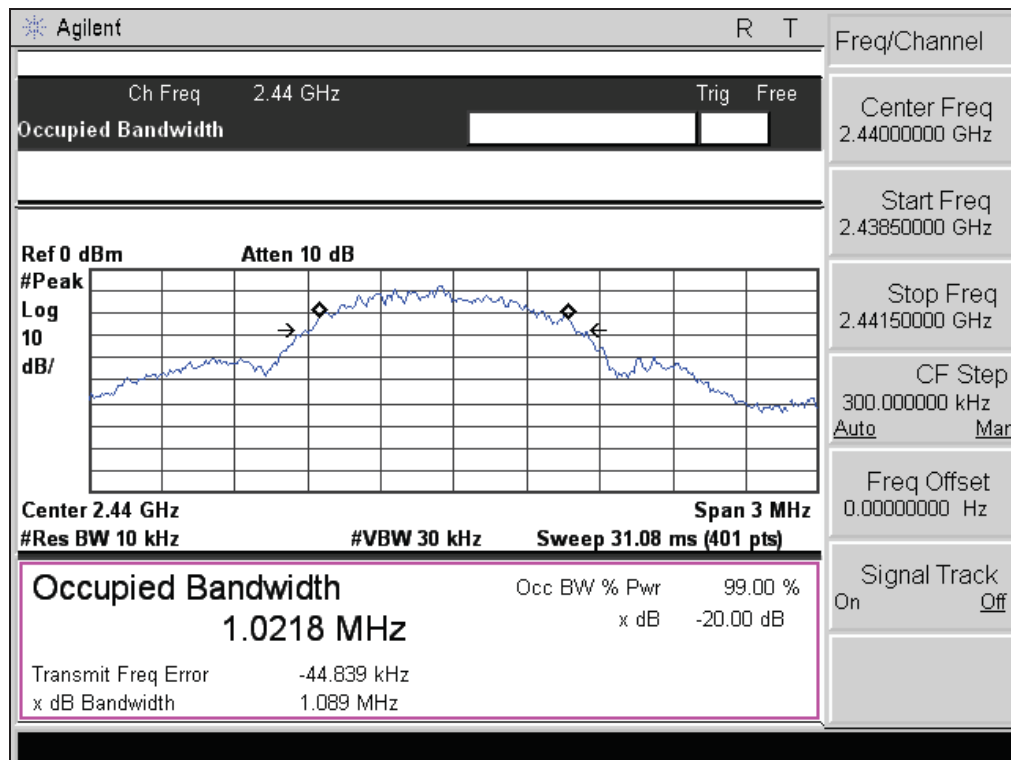 Agilent R T
Ch Freq 2.44 GHz Trig Free
Occupied Bandwidth
Ref 0 dBm Atten 10 dB
#Peak
Log
10
dB/
Center 2.44 GHz Span 3 MHz
#Res BW 10 kHz #VBW 30 kHz Sweep 31.08 ms (401 pts)
Occupied Bandwidth
1.0218 MHz
Occ BW % Pwr 99.00 %
x dB -20.00 dB
Transmit Freq Error -44.839 kHz
x dB Bandwidth 1.089 MHz
Freq/Channel
Center Freq
2.44000000 GHz
Start Freq
2.43850000 GHz
Stop Freq
2.44150000 GHz
CF Step
300.000000 kHz
Auto Man
Freq Offset
0.00000000 Hz
Signal Track
On Off